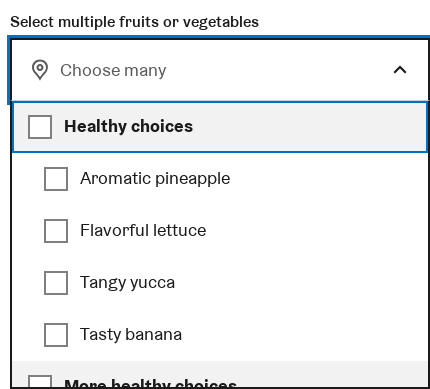 Select multiple fruits or vegetables
Choose many
Healthy choices
Aromatic pineapple
Flavorful lettuce
Tangy yucca
Tasty banana
More healthy choices